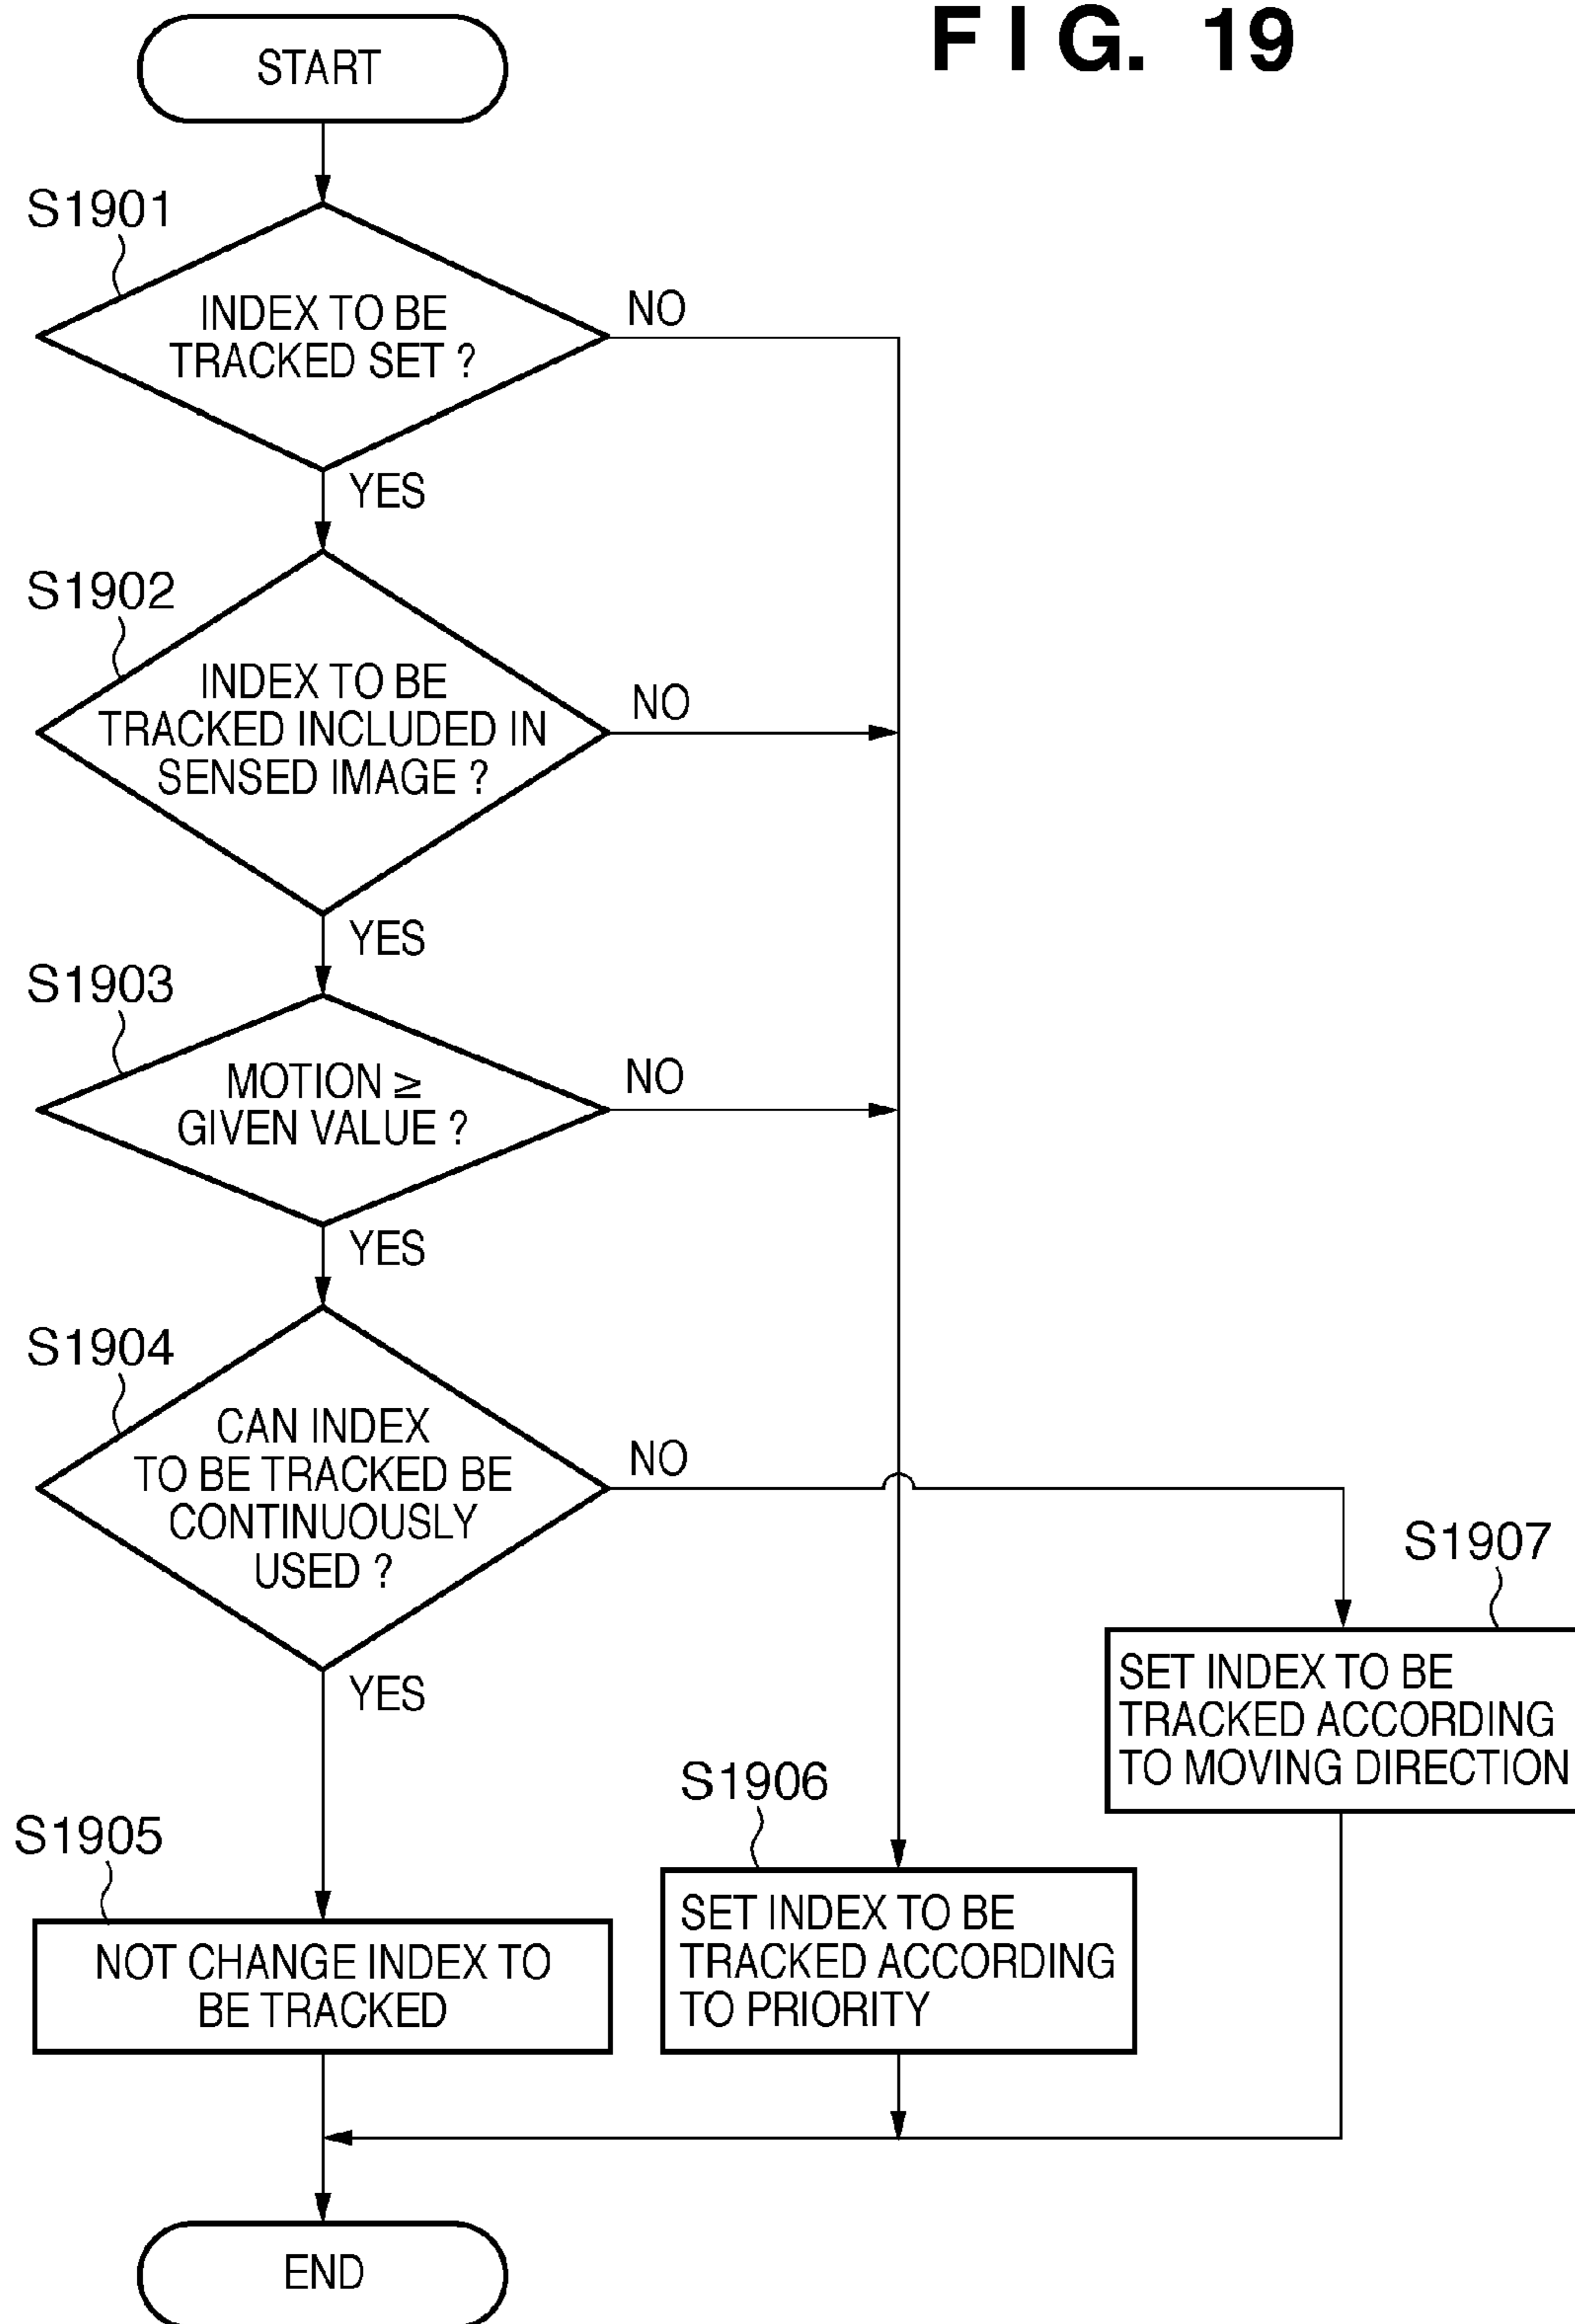 FIG. 19
START
S1901
INDEX TO BE
TRACKED SET ?
NO
YES
S1902
INDEX TO BE
TRACKED INCLUDED IN
SENSED IMAGE ?
NO
YES
S1903
MOTION ≥
GIVEN VALUE ?
NO
YES
S1904
CAN INDEX
TO BE TRACKED BE
CONTINUOUSLY
USED ?
NO
YES
S1907
SET INDEX TO BE
TRACKED ACCORDING
TO MOVING DIRECTION
S1906
SET INDEX TO BE
TRACKED ACCORDING
TO PRIORITY
S1905
NOT CHANGE INDEX TO
BE TRACKED
END